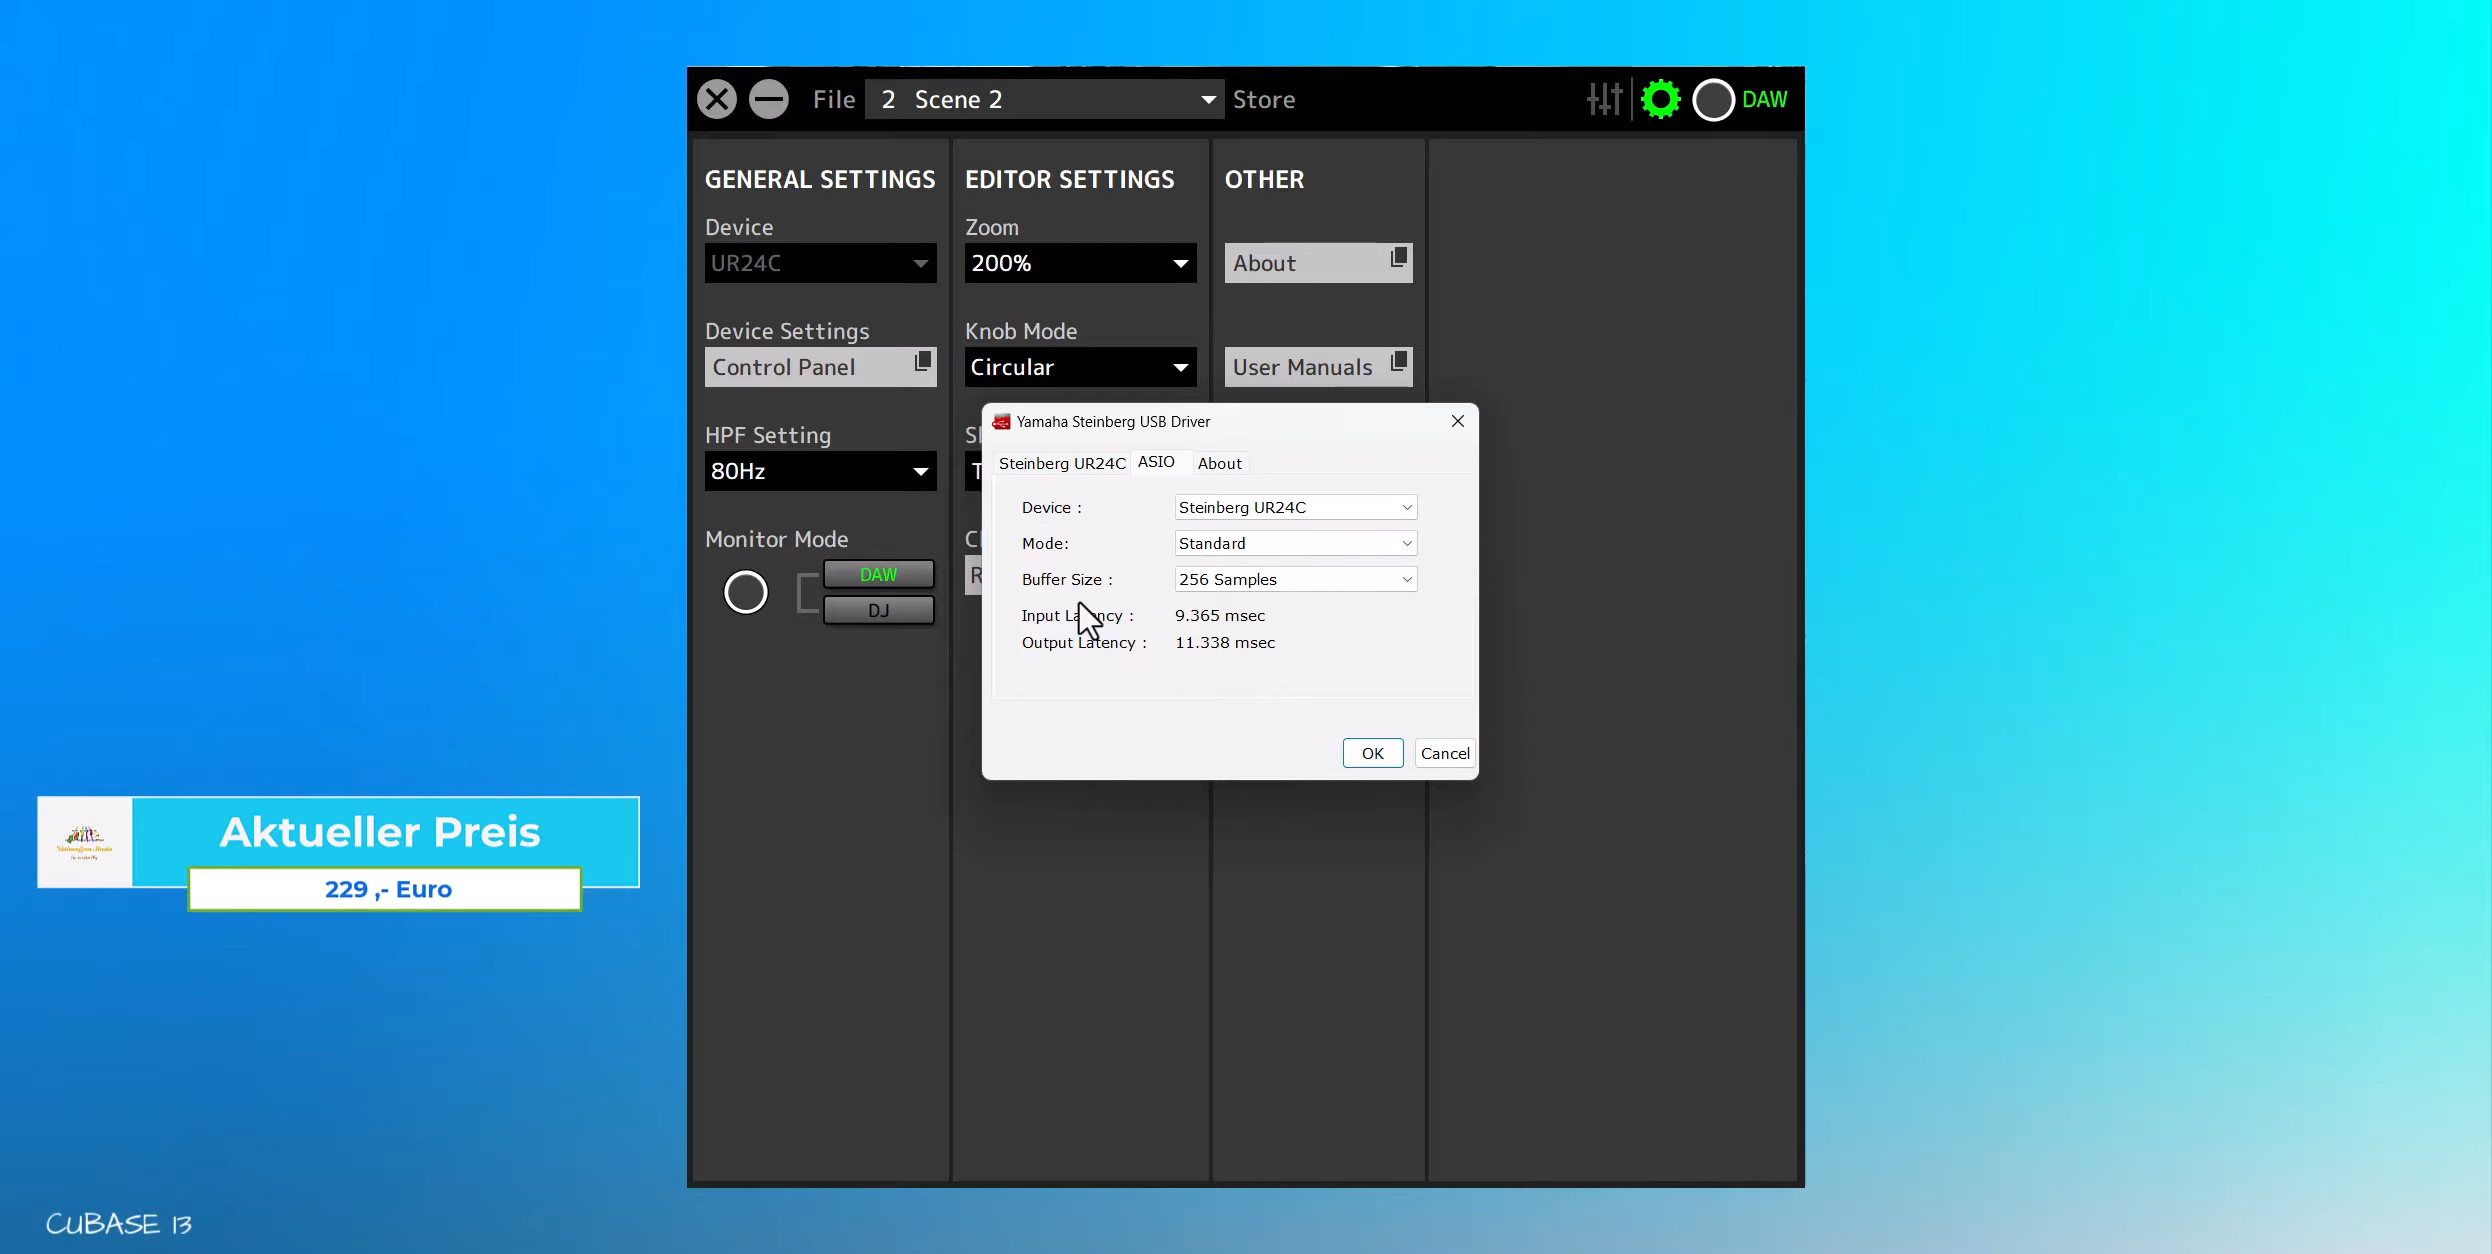 File 2 Scene 2 Store DAW
GENERAL SETTINGS
Device
UR24C
Device Settings
Control Panel
HPF Setting
80Hz
Monitor Mode
DAW
DJ
EDITOR SETTINGS
Zoom
200%
Knob Mode
Circular
OTHER
About
User Manuals
Yamaha Steinberg USB Driver
Steinberg UR24C ASIO About
Device : Steinberg UR24C
Mode: Standard
Buffer Size : 256 Samples
Input Latency : 9.365 msec
Output Latency : 11.338 msec
OK Cancel
Aktueller Preis
229 ,- Euro
CUBASE 13